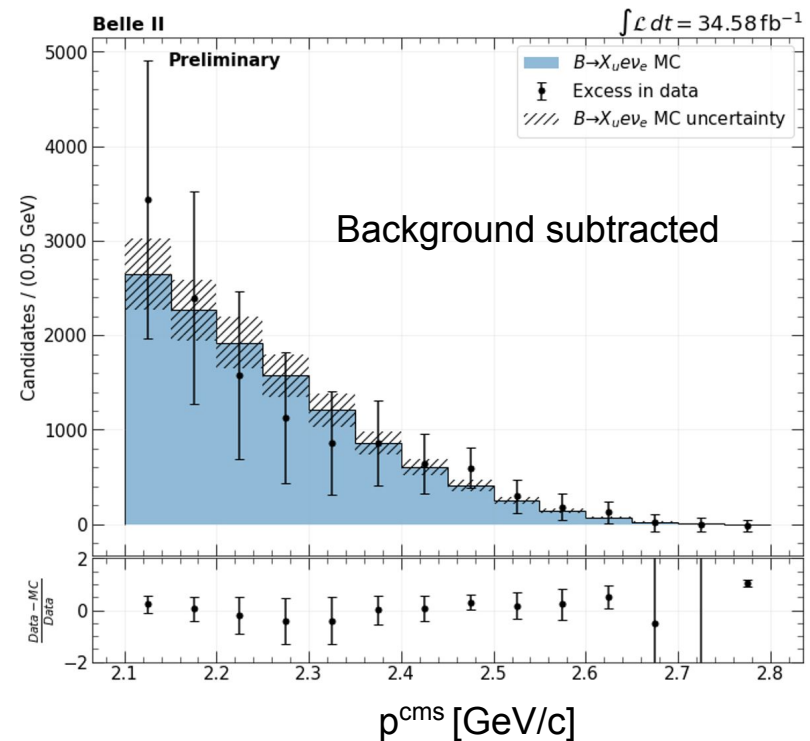 Belle II
∫ℒ dt = 34.58 fb⁻¹
Preliminary
B→XᵤeνₑMC
Excess in data
B→Xᵤeνₑ MC uncertainty
Background subtracted
Candidates / (0.05 GeV)
5000
4000
3000
2000
1000
0
Data−MC
Data
2
0
−2
2.1 2.2 2.3 2.4 2.5 2.6 2.7 2.8
pᶜᵐˢ [GeV/c]